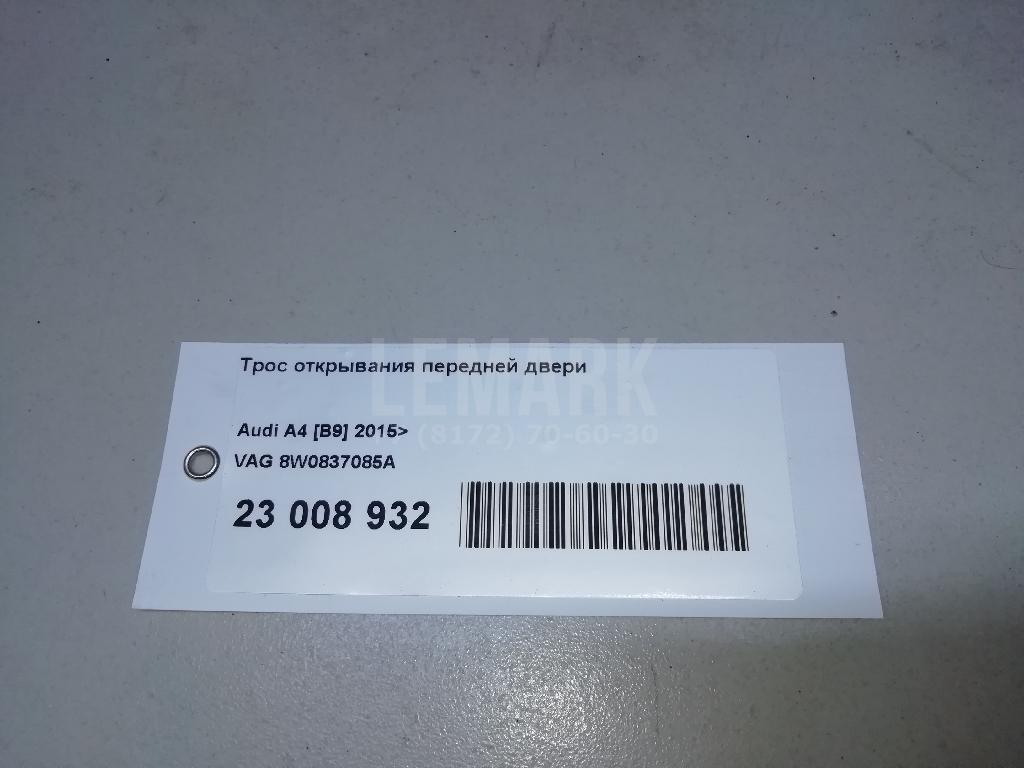 Трос открывания передней двери
LEMARK
(8172) 70-60-30
Audi A4 [B9] 2015>
VAG 8W0837085A
23 008 932